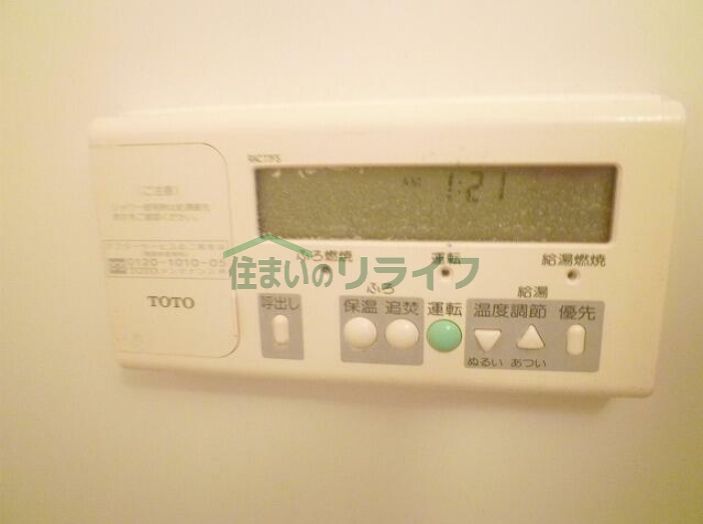 (ご注意)
0120-1010-05
TOTO
1:21
ふろ燃焼 運転 給湯燃焼
住まいのリライフ
ふろ 給湯
呼出し 保温 追焚 運転 温度調節 優先
ぬるい あつい